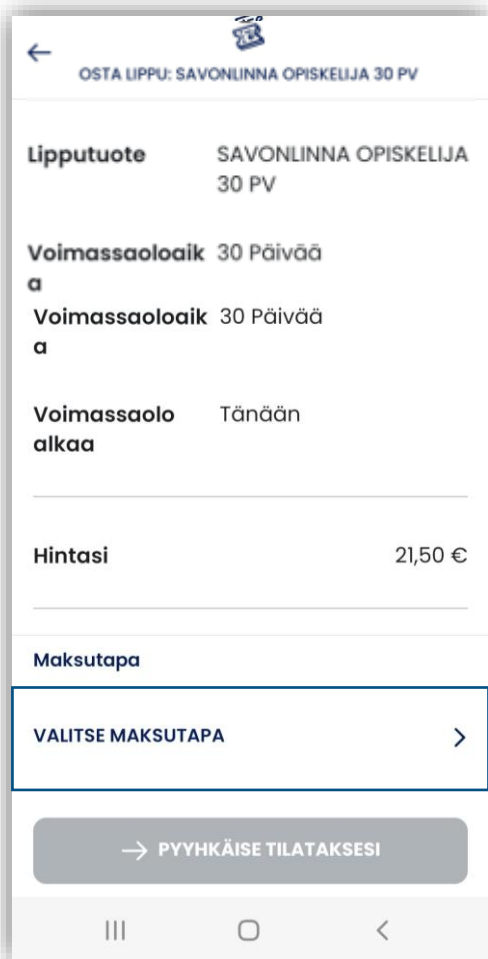 OSTA LIPPU: SAVONLINNA OPISKELIJA 30 PV
Lipputuote SAVONLINNA OPISKELIJA
30 PV
Voimassaoloaik 30 Päivää
a
Voimassaoloaik 30 Päivää
a
Voimassaolo Tänään
alkaa
Hintasi 21,50 €
Maksutapa
VALITSE MAKSUTAPA
PYYHKÄISE TILATAKSESI